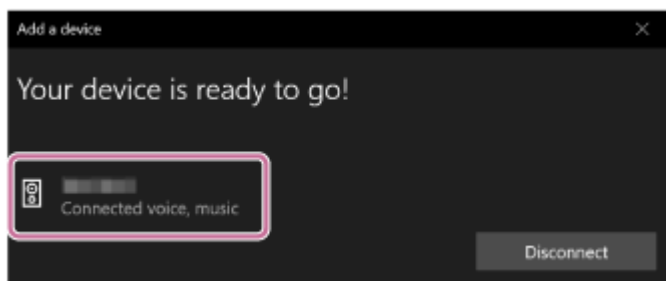 Add a device
Your device is ready to go!
Connected voice, music
Disconnect